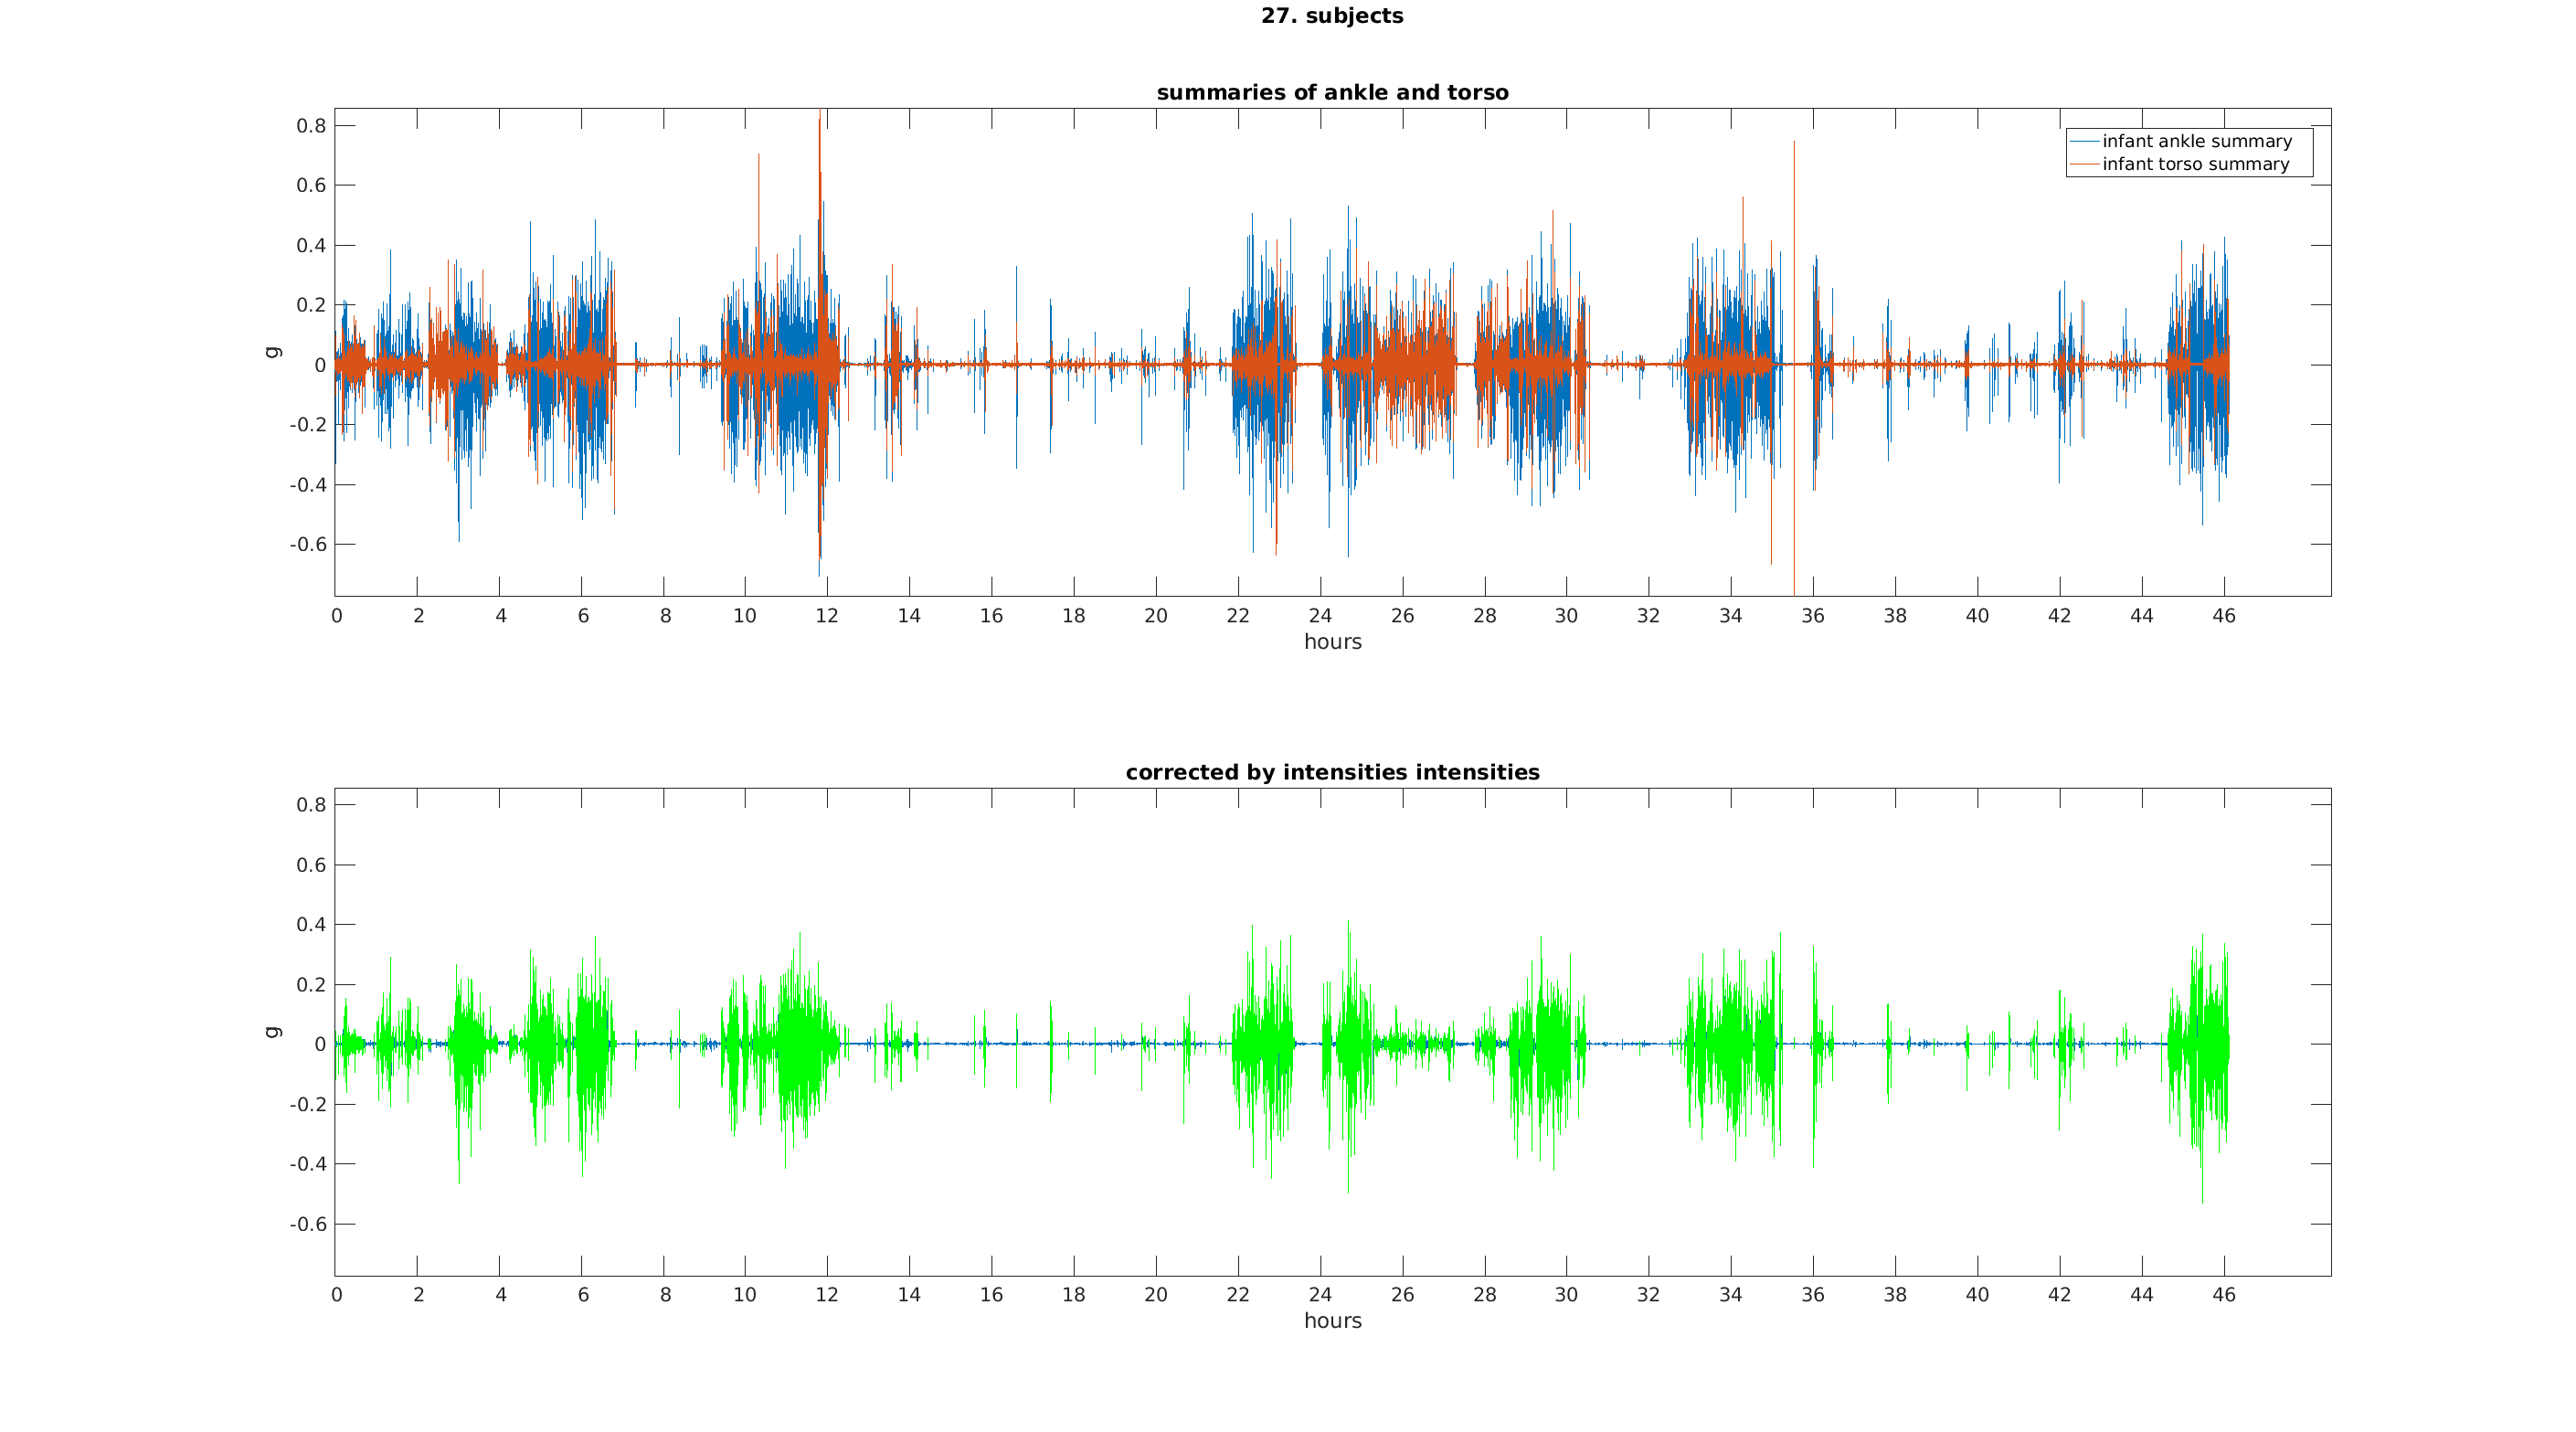 27. subjects
summaries of ankle and torso
infant ankle summary
infant torso summary
0.8
0.6
0.4
0.2
0
-0.2
-0.4
-0.6
g
0 2 4 6 8 10 12 14 16 18 20 22 24 26 28 30 32 34 36 38 40 42 44 46
hours
corrected by intensities intensities
0.8
0.6
0.4
0.2
0
-0.2
-0.4
-0.6
g
0 2 4 6 8 10 12 14 16 18 20 22 24 26 28 30 32 34 36 38 40 42 44 46
hours